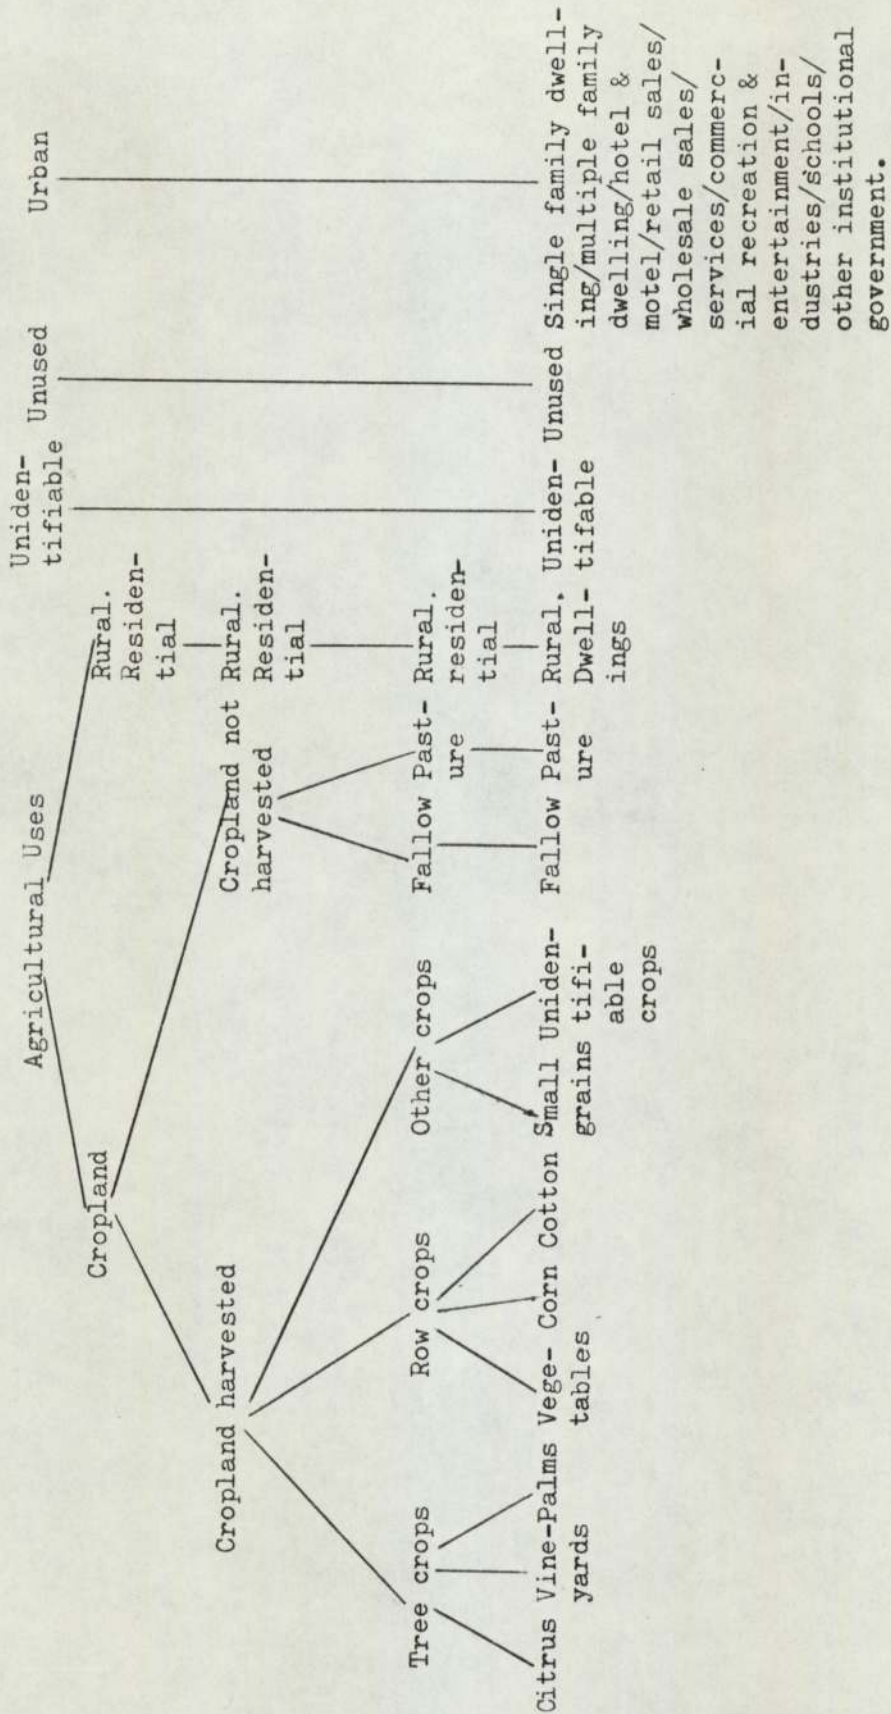 Agricultural Uses
Uniden-
tifiable
Unused
Urban
Cropland
Rural.
Residen-
tial
Cropland harvested
Cropland not
harvested
Rural.
Residen-
tial
Tree crops
Row crops
Other crops
Fallow
Past-
ure
Rural.
residen-
tial
Citrus
Vine-
yards
Palms
Vege-
tables
Corn
Cotton
Small
grains
Uniden-
tifi-
able
crops
Fallow
Past-
ure
Rural.
Dwell-
ings
Uniden-
tifable
Unused
Single family dwell-
ing/multiple family
dwelling/hotel &
motel/retail sales/
wholesale sales/
services/commerc-
ial recreation &
entertainment/in-
dustries/schools/
other institutional
government.